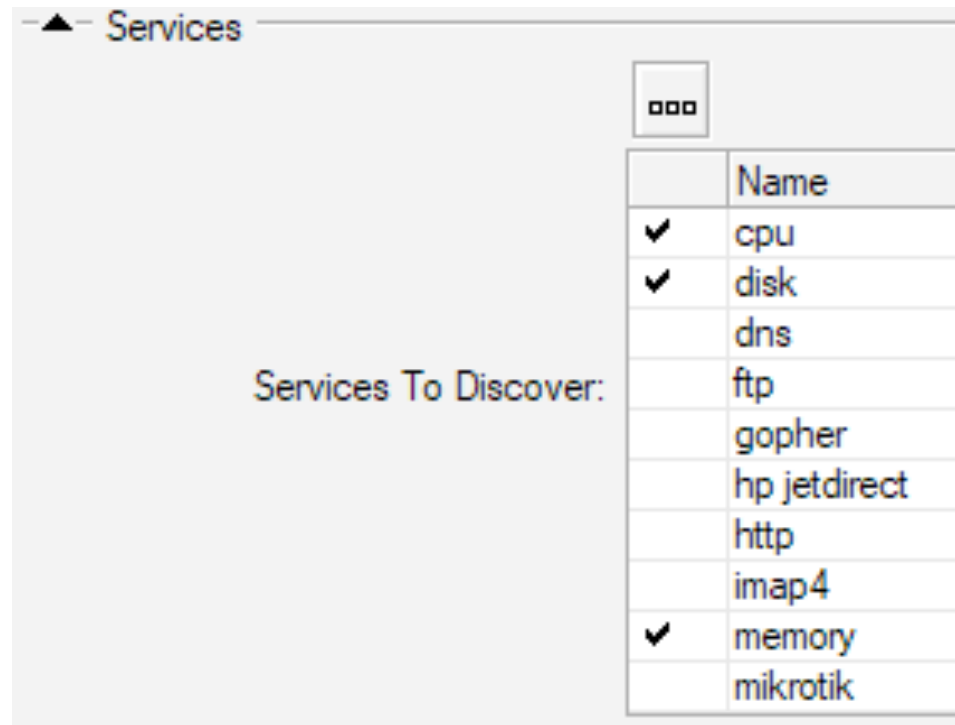 Services
Name
cpu
disk
dns
Services To Discover:
ftp
gopher
hp jetdirect
http
imap4
memory
mikrotik